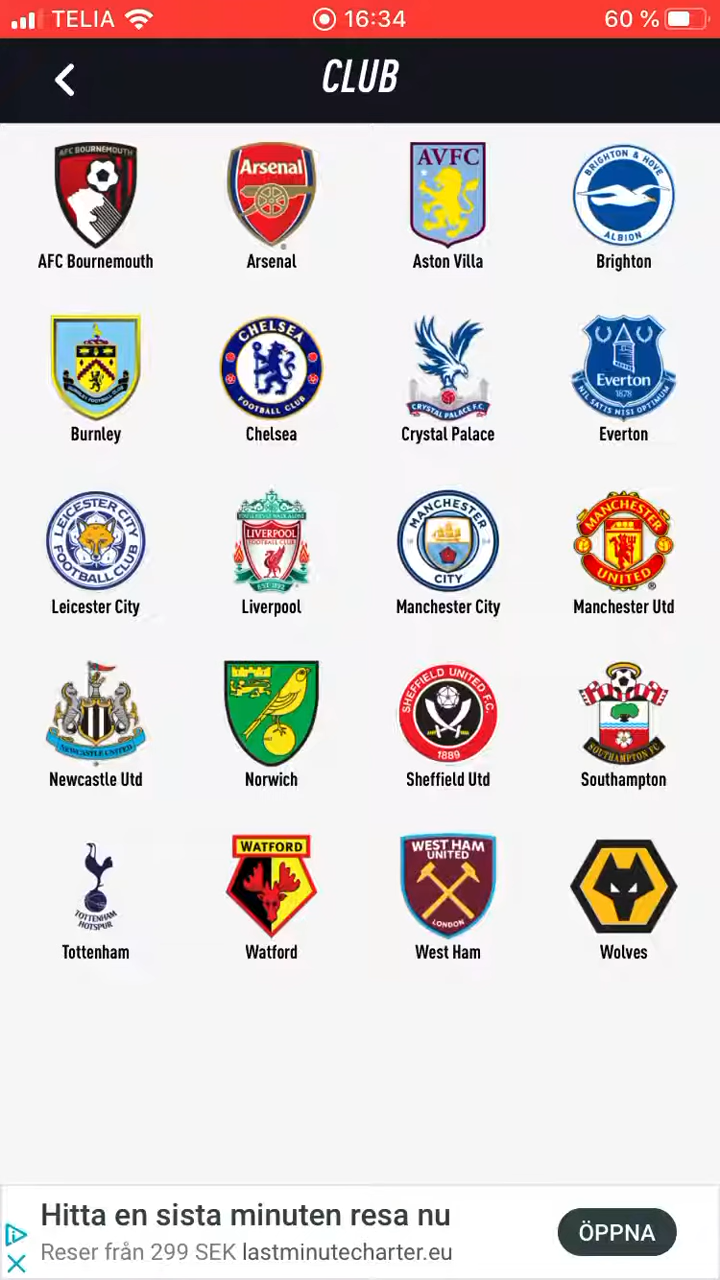 TELIA 16:34 60 %
CLUB
AFC BOURNEMOUTH
Arsenal
AVFC
BRIGHTON & HOVE
ALBION
AFC Bournemouth Arsenal Aston Villa Brighton
CHELSEA
FOOTBALL CLUB
CRYSTAL PALACE F.C.
Everton
1878
NIL SATIS NISI OPTIMUM
Burnley Chelsea Crystal Palace Everton
LEICESTER CITY
FOOTBALL CLUB
LIVERPOOL
FOOTBALL CLUB
MANCHESTER
CITY
MANCHESTER
UNITED
Leicester City Liverpool Manchester City Manchester Utd
NEWCASTLE UNITED
SHEFFIELD UNITED F.C.
1889
SOUTHAMPTON FC
Newcastle Utd Norwich Sheffield Utd Southampton
TOTTENHAM
HOTSPUR
WATFORD
WEST HAM
UNITED
LONDON
Tottenham Watford West Ham Wolves
Hitta en sista minuten resa nu
Reser från 299 SEK lastminutecharter.eu
ÖPPNA